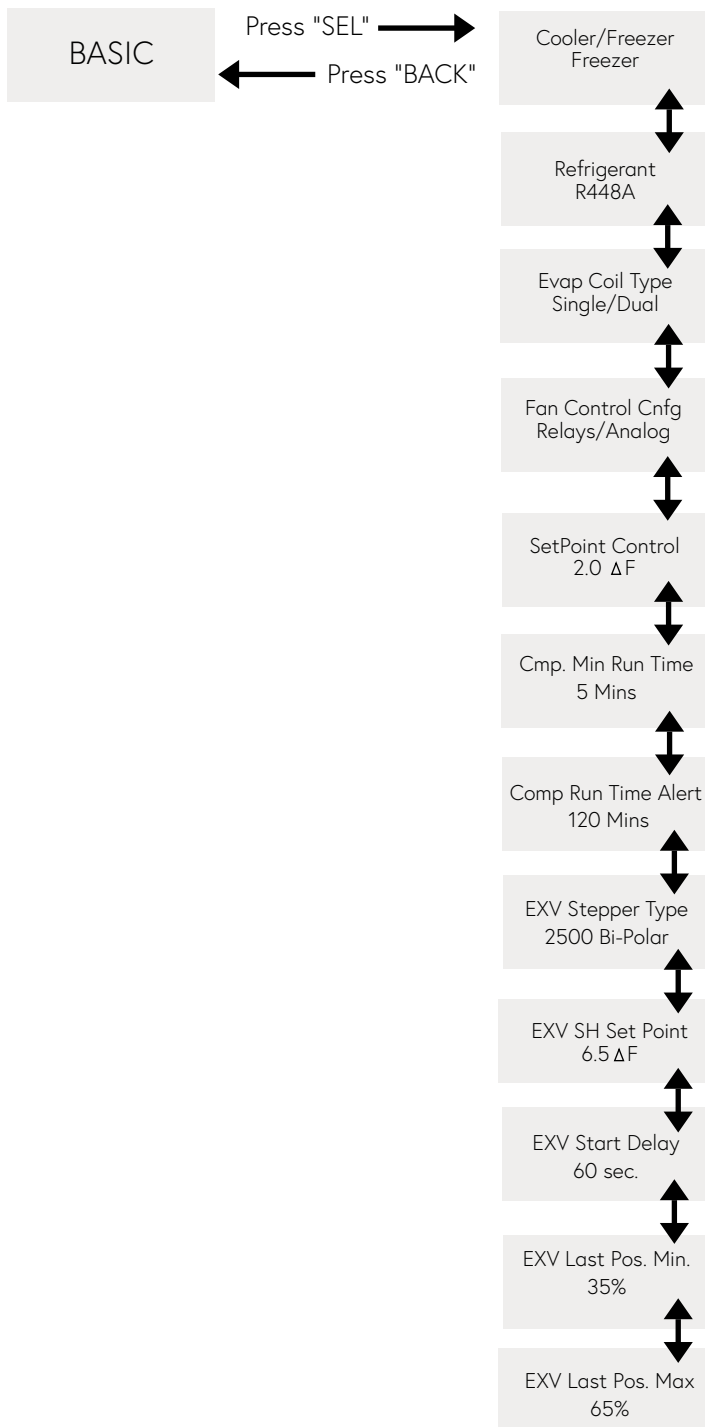 BASIC
Press "SEL"
Press "BACK"
Cooler/Freezer
Freezer
Refrigerant
R448A
Evap Coil Type
Single/Dual
Fan Control Cnfg
Relays/Analog
SetPoint Control
2.0 ΔF
Cmp. Min Run Time
5 Mins
Comp Run Time Alert
120 Mins
EXV Stepper Type
2500 Bi-Polar
EXV SH Set Point
6.5 ΔF
EXV Start Delay
60 sec.
EXV Last Pos. Min.
35%
EXV Last Pos. Max
65%